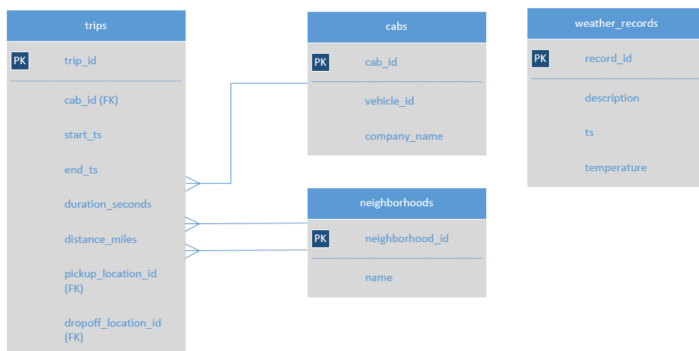 trips
PK trip_id
cab_id (FK)
start_ts
end_ts
duration_seconds
distance_miles
pickup_location_id
(FK)
dropoff_location_id
(FK)
cabs
PK cab_id
vehicle_id
company_name
neighborhoods
PK neighborhood_id
name
weather_records
PK record_id
description
ts
temperature